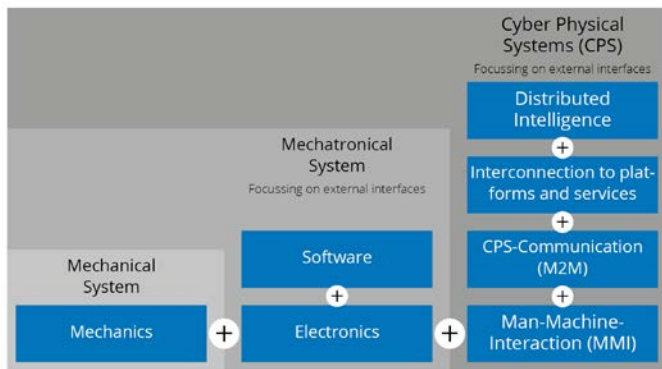 Cyber Physical
Systems (CPS)
Focussing on external interfaces
Distributed
Intelligence
+
Interconnection to plat-
forms and services
+
CPS-Communication
(M2M)
+
Man-Machine-
Interaction (MMI)
Mechatronical
System
Focussing on external interfaces
Software
+
Electronics
+
Mechanical
System
Mechanics
+